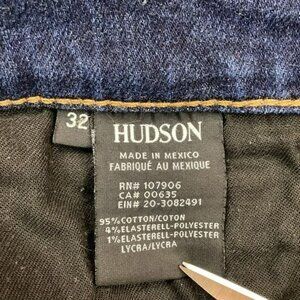 32
HUDSON
MADE IN MEXICO
FABRIQUÉ AU MEXIQUE
RN# 107906
CA# 00635
EIN# 20-3082491
95% COTTON/COTON
4% ELASTERELL-POLYESTER
1% ELASTERELL-POLYESTER
LYCRA/LYCRA